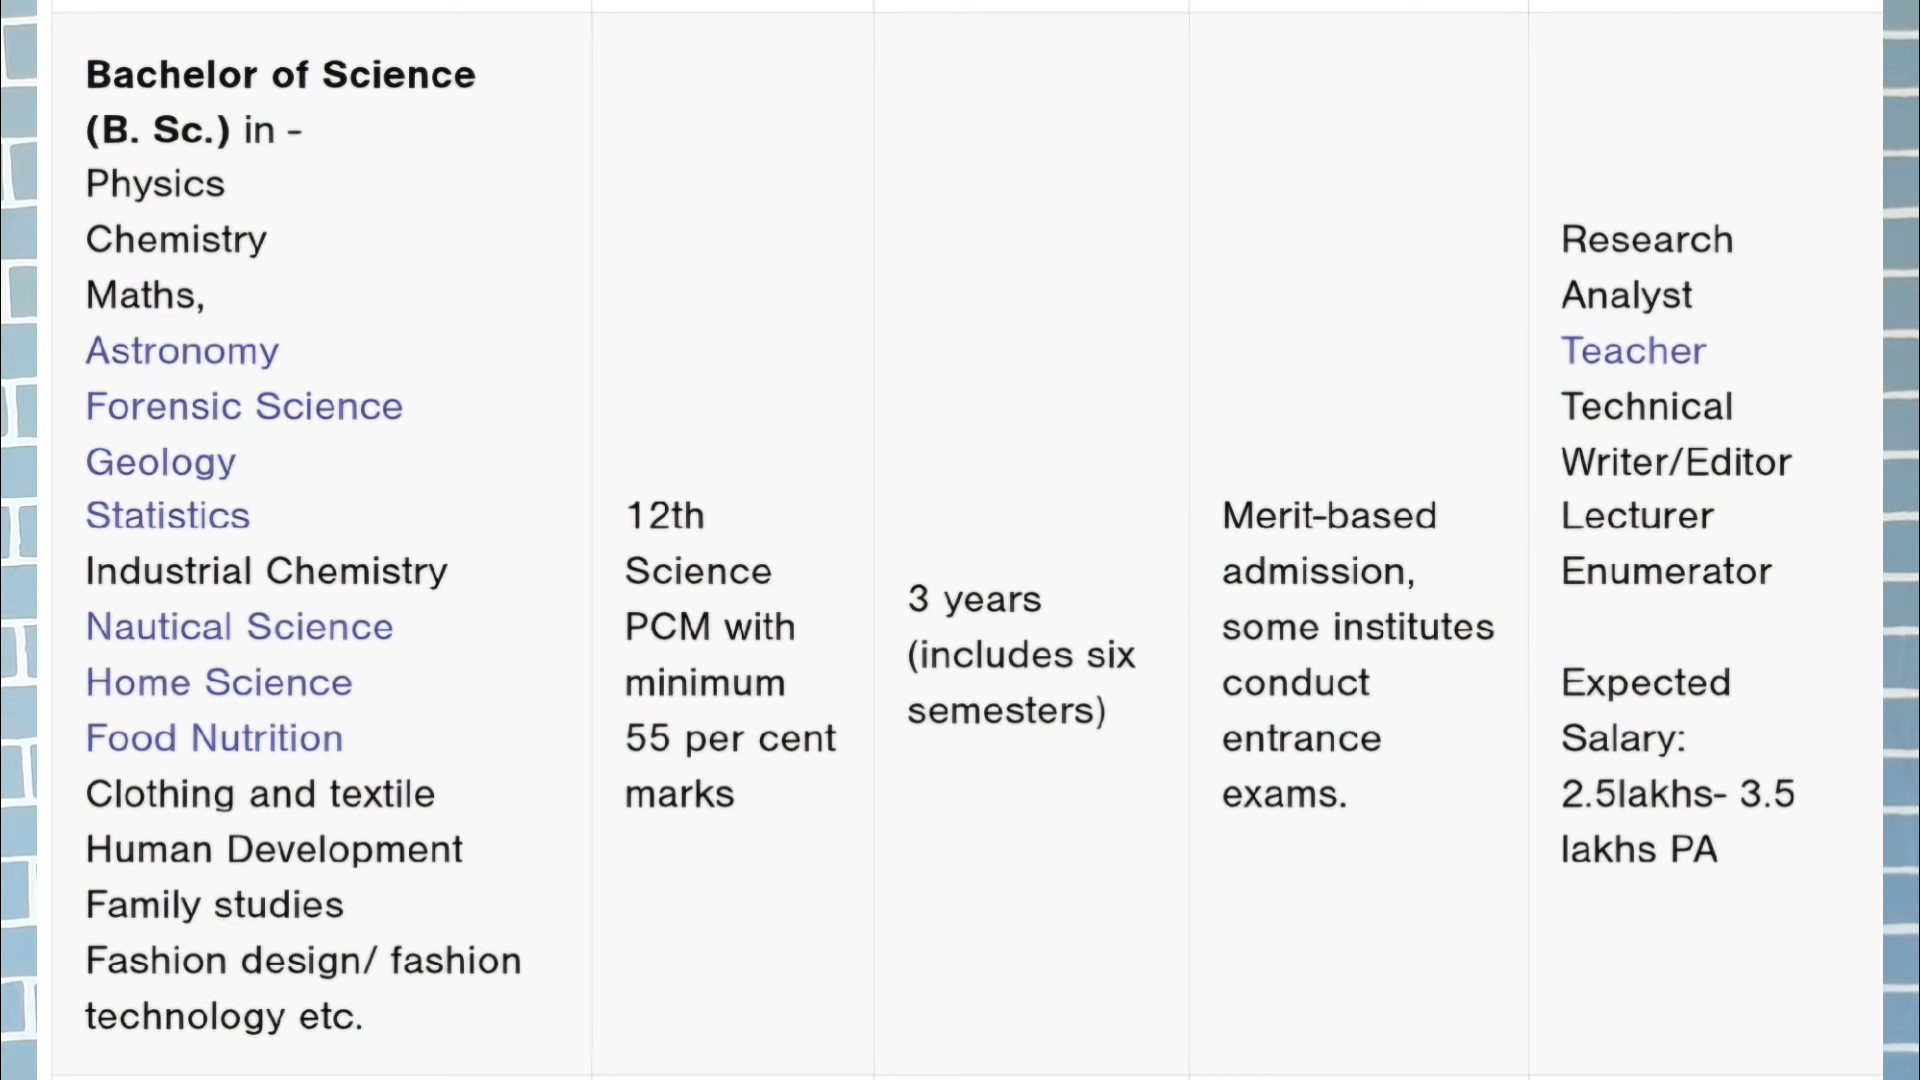 Bachelor of Science
(B. Sc.) in -
Physics
Chemistry
Maths,
Astronomy
Forensic Science
Geology
Statistics
Industrial Chemistry
Nautical Science
Home Science
Food Nutrition
Clothing and textile
Human Development
Family studies
Fashion design/ fashion
technology etc.
12th
Science
PCM with
minimum
55 per cent
marks
3 years
(includes six
semesters)
Merit-based
admission,
some institutes
conduct
entrance
exams.
Research
Analyst
Teacher
Technical
Writer/Editor
Lecturer
Enumerator
Expected
Salary:
2.5lakhs- 3.5
lakhs PA